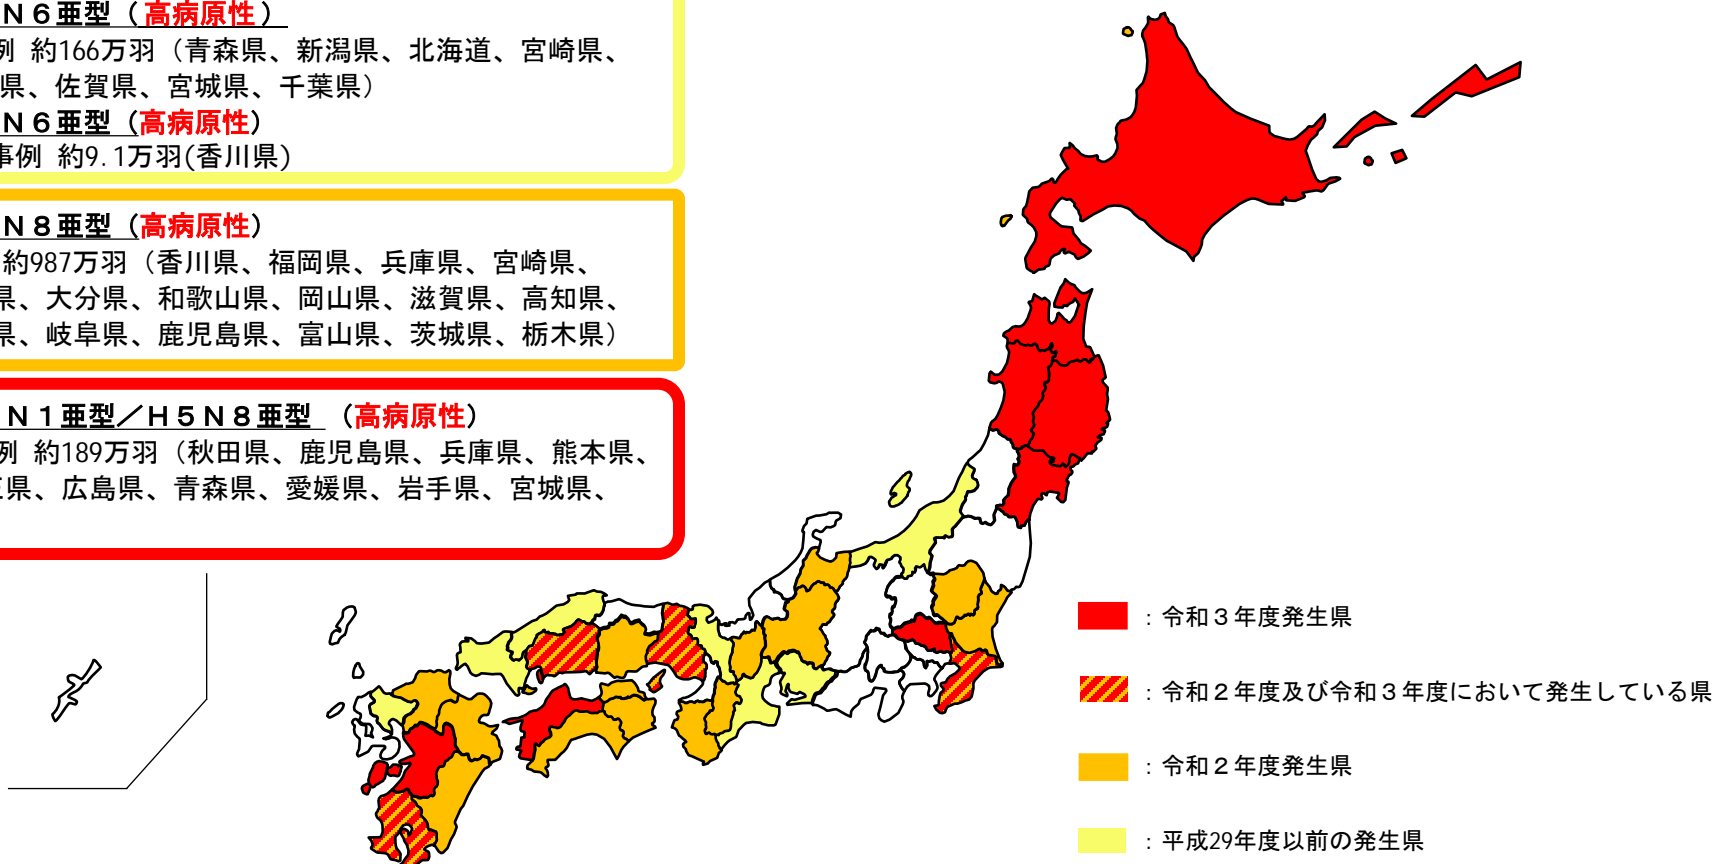 Ｎ６亜型（高病原性）
例 約166万羽（青森県、新潟県、北海道、宮崎県、
県、佐賀県、宮城県、千葉県）
Ｎ６亜型（高病原性）
事例 約9.1万羽(香川県)
Ｎ８亜型（高病原性）
約987万羽（香川県、福岡県、兵庫県、宮崎県、
県、大分県、和歌山県、岡山県、滋賀県、高知県、
県、岐阜県、鹿児島県、富山県、茨城県、栃木県）
Ｎ１亜型／Ｈ５Ｎ８亜型 （高病原性）
例 約189万羽（秋田県、鹿児島県、兵庫県、熊本県、
県、広島県、青森県、愛媛県、岩手県、宮城県、
：令和３年度発生県
：令和２年度及び令和３年度において発生している県
：令和２年度発生県
：平成29年度以前の発生県